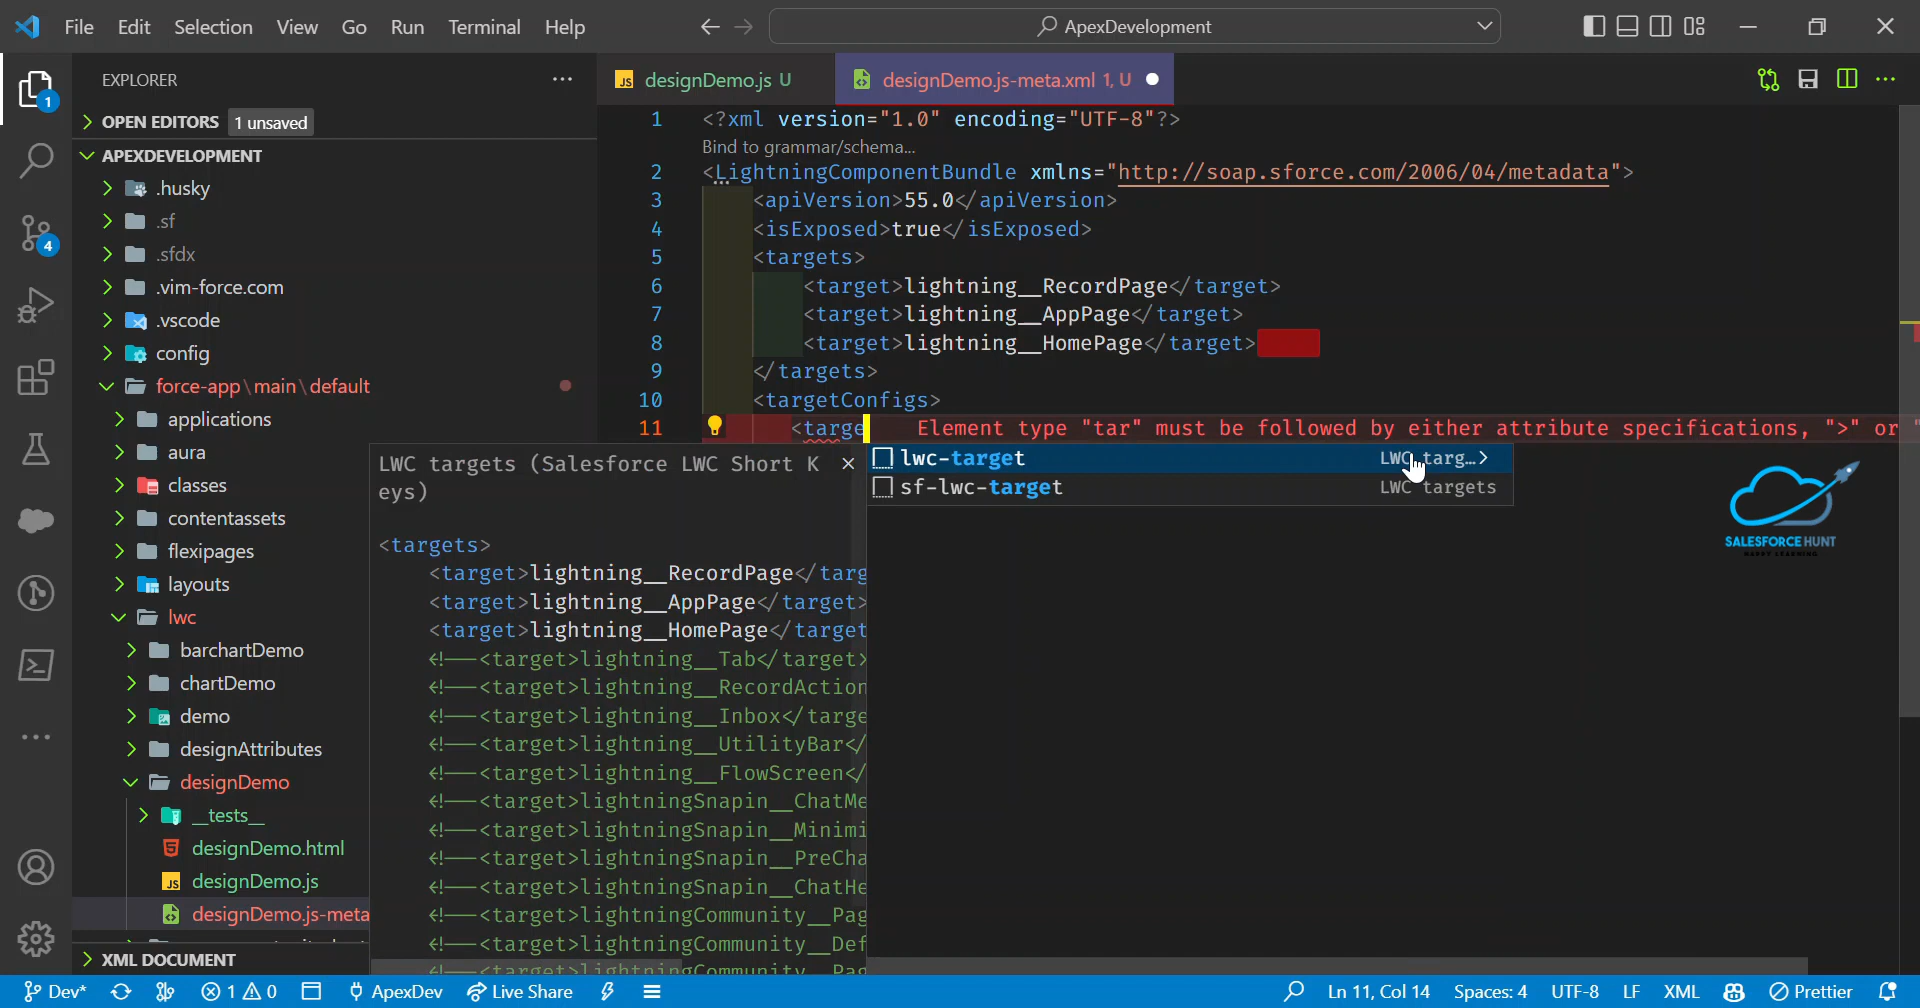 File Edit Selection View Go Run Terminal Help
ApexDevelopment
EXPLORER
designDemo.js U
designDemo.js-meta.xml 1, U
OPEN EDITORS 1 unsaved
APEXDEVELOPMENT
.husky
.sf
.sfdx
.vim-force.com
.vscode
config
force-app\main\default
applications
aura
classes
contentassets
flexipages
layouts
lwc
barchartDemo
chartDemo
demo
designAttributes
designDemo
__tests__
designDemo.html
designDemo.js
designDemo.js-meta
XML DOCUMENT
1
4
1 <?xml version="1.0" encoding="UTF-8"?>
Bind to grammar/schema...
2 <LightningComponentBundle xmlns="http://soap.sforce.com/2006/04/metadata">
3 <apiVersion>55.0</apiVersion>
4 <isExposed>true</isExposed>
5 <targets>
6 <target>lightning__RecordPage</target>
7 <target>lightning__AppPage</target>
8 <target>lightning__HomePage</target>
9 </targets>
10 <targetConfigs>
11 <targe Element type "tar" must be followed by either attribute specifications, ">" or "
lwc-target LWC targ...>
sf-lwc-target LWC targets
LWC targets (Salesforce LWC Short K
eys)
<targets>
<target>lightning__RecordPage</targ
<target>lightning__AppPage</target>
<target>lightning__HomePage</target
<!--<target>lightning__Tab</target>
<!--<target>lightning__RecordAction
<!--<target>lightning__Inbox</targe
<!--<target>lightning__UtilityBar</
<!--<target>lightning__FlowScreen</
<!--<target>lightningSnapin__ChatMe
<!--<target>lightningSnapin__Minimi
<!--<target>lightningSnapin__PreCha
<!--<target>lightningSnapin__ChatHe
<!--<target>lightningCommunity__Pag
<!--<target>lightningCommunity__Def
<!--<target>lightningCommunity__Pag
SALESFORCE HUNT
HAPPY LEARNING
Dev* 1 0 ApexDev Live Share Ln 11, Col 14 Spaces: 4 UTF-8 LF XML Prettier